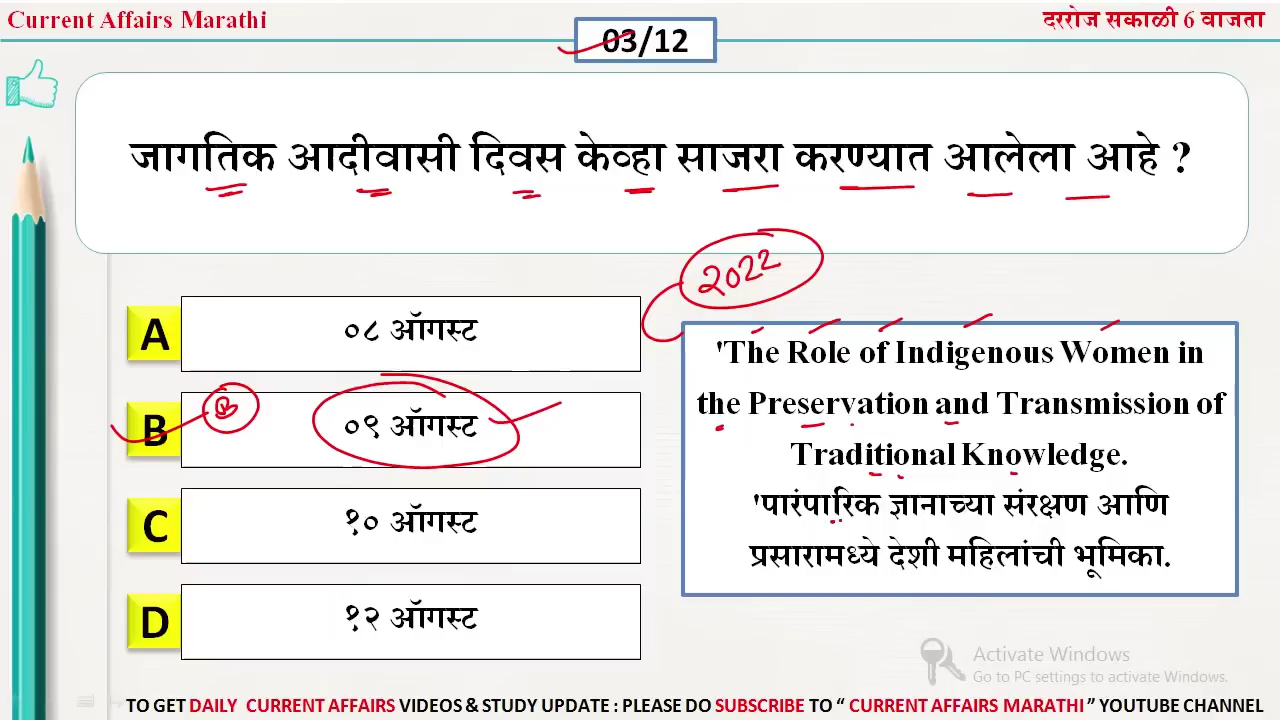 Current Affairs Marathi
दररोज सकाळी 6 वाजता
03/12
जागतिक आदीवासी दिवस केव्हा साजरा करण्यात आलेला आहे ?
2022
A
०८ ऑगस्ट
B
B
०९ ऑगस्ट
C
१० ऑगस्ट
D
१२ ऑगस्ट
'The Role of Indigenous Women in
the Preservation and Transmission of
Traditional Knowledge.
'पारंपारिक ज्ञानाच्या संरक्षण आणि
प्रसारामध्ये देशी महिलांची भूमिका.
Activate Windows
Go to PC settings to activate Windows.
TO GET DAILY CURRENT AFFAIRS VIDEOS & STUDY UPDATE : PLEASE DO SUBSCRIBE TO “ CURRENT AFFAIRS MARATHI ” YOUTUBE CHANNEL